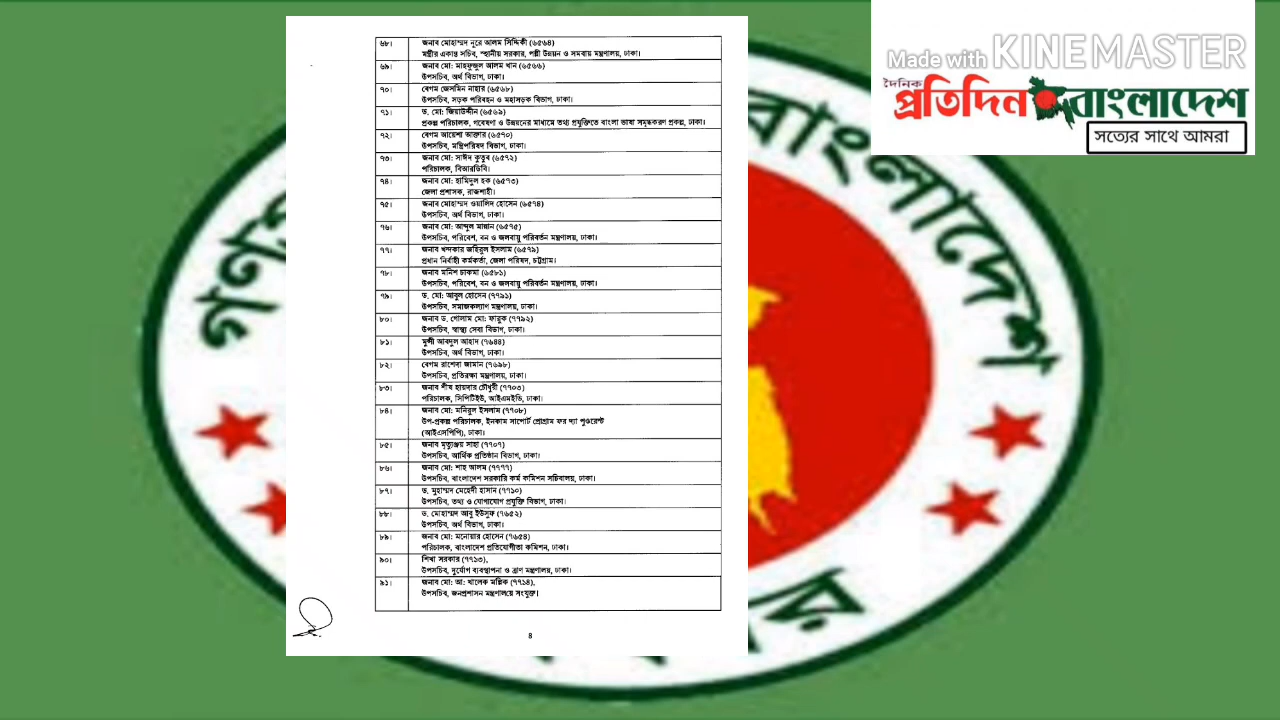 Made with KINEMASTER
দৈনিক
প্রতিদিন বাংলাদেশ
সত্যের সাথে আমরা
৬৮। জনাব মোহাম্মদ নূরে আলম সিদ্দিকী (৬৫৬৪)
মন্ত্রীর একান্ত সচিব, স্থানীয় সরকার, পল্লী উন্নয়ন ও সমবায় মন্ত্রণালয়, ঢাকা।
৬৯। জনাব মো: মাহফুজুল আলম খান (৬৫৬৬)
উপসচিব, অর্থ বিভাগ, ঢাকা।
৭০। বেগম জেসমিন নাহার (৬৫৬৮)
উপসচিব, সড়ক পরিবহন ও মহাসড়ক বিভাগ, ঢাকা।
৭১। ড. মো: জিয়াউদ্দীন (৬৫৬৯)
প্রকল্প পরিচালক, গবেষণা ও উন্নয়নের মাধ্যমে তথ্য প্রযুক্তিতে বাংলা ভাষা সমৃদ্ধকরণ প্রকল্প, ঢাকা।
৭২। বেগম আয়েশা আক্তার (৬৫৭০)
উপসচিব, মন্ত্রিপরিষদ বিভাগ, ঢাকা।
৭৩। জনাব মো: সাঈদ কুতুব (৬৫৭২)
পরিচালক, বিআরডিবি।
৭৪। জনাব মো: হামিদুল হক (৬৫৭৩)
জেলা প্রশাসক, রাজশাহী।
৭৫। জনাব মোহাম্মদ ওয়ালিদ হোসেন (৬৫৭৪)
উপসচিব, অর্থ বিভাগ, ঢাকা।
৭৬। জনাব মো: আব্দুল মান্নান (৬৫৭৫)
উপসচিব, পরিবেশ, বন ও জলবায়ু পরিবর্তন মন্ত্রণালয়, ঢাকা।
৭৭। জনাব খন্দকার জহিরুল ইসলাম (৬৫৭৯)
প্রধান নির্বাহী কর্মকর্তা, জেলা পরিষদ, চট্টগ্রাম।
৭৮। জনাব মনিশ চাকমা (৬৫৮১)
উপসচিব, পরিবেশ, বন ও জলবায়ু পরিবর্তন মন্ত্রণালয়, ঢাকা।
৭৯। ড. মো: আবুল হোসেন (৭৭৯১)
উপসচিব, সমাজকল্যাণ মন্ত্রণালয়, ঢাকা।
৮০। জনাব ড. গোলাম মো: ফারুক (৭৭৯২)
উপসচিব, স্বাস্থ্য সেবা বিভাগ, ঢাকা।
৮১। মুন্সী আবদুল আহাদ (৭৬৪৪)
উপসচিব, অর্থ বিভাগ, ঢাকা।
৮২। বেগম রাশেদা জামান (৭৬৯৮)
উপসচিব, প্রতিরক্ষা মন্ত্রণালয়, ঢাকা।
৮৩। জনাব শীষ হায়দার চৌধুরী (৭৭০৩)
পরিচালক, সিপিটিইউ, আইএমইডি, ঢাকা।
৮৪। জনাব মো: মনিরুল ইসলাম (৭৭০৮)
উপ-প্রকল্প পরিচালক, ইনকাম সাপোর্ট প্রোগ্রাম ফর দ্যা পুওরেস্ট
(আইএসপিপি), ঢাকা।
৮৫। জনাব মৃত্যুঞ্জয় সাহা (৭৭০৭)
উপসচিব, আর্থিক প্রতিষ্ঠান বিভাগ, ঢাকা।
৮৬। জনাব মো: শাহ আলম (৭৭৭৭)
উপসচিব, বাংলাদেশ সরকারি কর্ম কমিশন সচিবালয়, ঢাকা।
৮৭। ড. মুহাম্মদ মেহেদী হাসান (৭৭১০)
উপসচিব, তথ্য ও যোগাযোগ প্রযুক্তি বিভাগ, ঢাকা।
৮৮। ড. মোহাম্মদ আবু ইউসুফ (৭৬৫২)
উপসচিব, অর্থ বিভাগ, ঢাকা।
৮৯। জনাব মো: মনোয়ার হোসেন (৭৬৫৪)
পরিচালক, বাংলাদেশ প্রতিযোগীতা কমিশন, ঢাকা।
৯০। শিখা সরকার (৭৭১৩),
উপসচিব, দুর্যোগ ব্যবস্থাপনা ও ত্রাণ মন্ত্রণালয়, ঢাকা।
৯১। জনাব মো: আ: খালেক মল্লিক (৭৭১৪),
উপসচিব, জনপ্রশাসন মন্ত্রণালয়ে সংযুক্ত।
৪
বাংলাদেশ